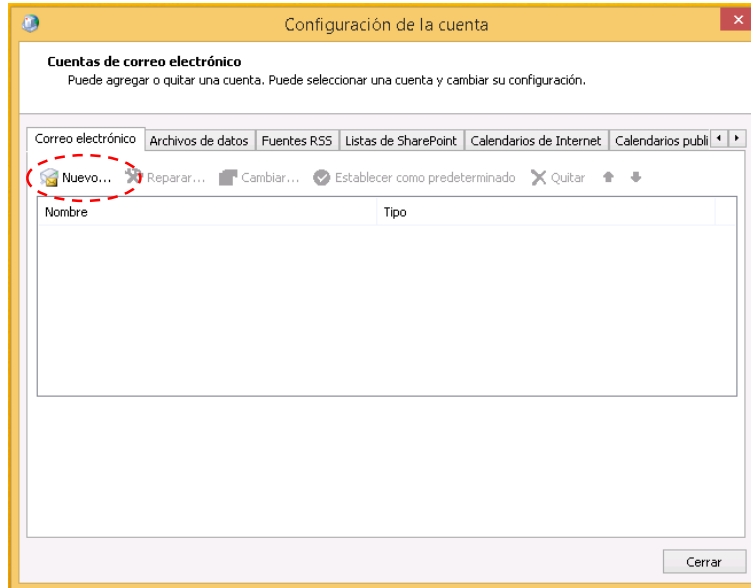 Configuración de la cuenta
Cuentas de correo electrónico
Puede agregar o quitar una cuenta. Puede seleccionar una cuenta y cambiar su configuración.
Correo electrónico Archivos de datos Fuentes RSS Listas de SharePoint Calendarios de Internet Calendarios publi
Nuevo... Reparar... Cambiar... Establecer como predeterminado Quitar
Nombre Tipo
Cerrar